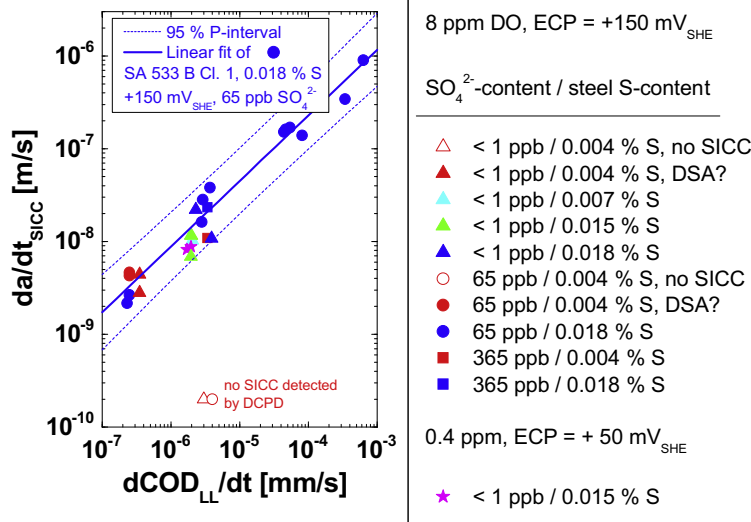 95 % P-interval
Linear fit of
SA 533 B Cl. 1, 0.018 % S
+150 mV_SHE, 65 ppb SO₄²⁻
no SICC detected
by DCPD
da/dt_SICC [m/s]
10⁻⁶
10⁻⁷
10⁻⁸
10⁻⁹
10⁻¹⁰
10⁻⁷ 10⁻⁶ 10⁻⁵ 10⁻⁴ 10⁻³
dCOD_LL/dt [mm/s]
8 ppm DO, ECP = +150 mV_SHE
SO₄²⁻-content / steel S-content
< 1 ppb / 0.004 % S, no SICC
< 1 ppb / 0.004 % S, DSA?
< 1 ppb / 0.007 % S
< 1 ppb / 0.015 % S
< 1 ppb / 0.018 % S
65 ppb / 0.004 % S, no SICC
65 ppb / 0.004 % S, DSA?
65 ppb / 0.018 % S
365 ppb / 0.004 % S
365 ppb / 0.018 % S
0.4 ppm, ECP = + 50 mV_SHE
< 1 ppb / 0.015 % S